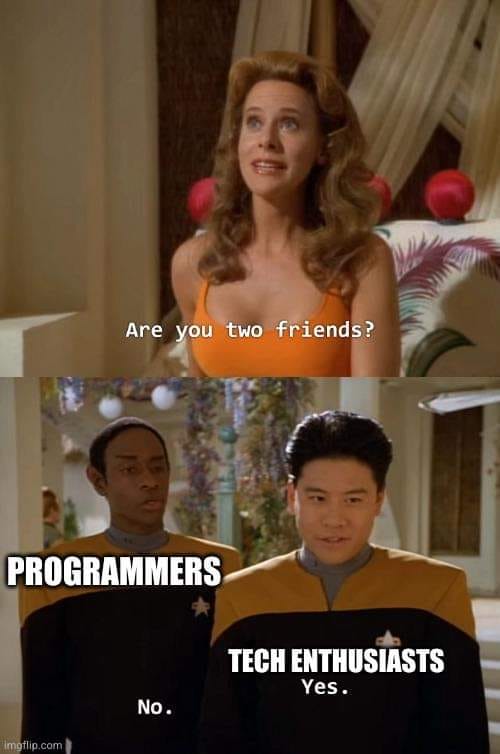 Are you two friends?
PROGRAMMERS
TECH ENTHUSIASTS
Yes.
No.
imgflip.com